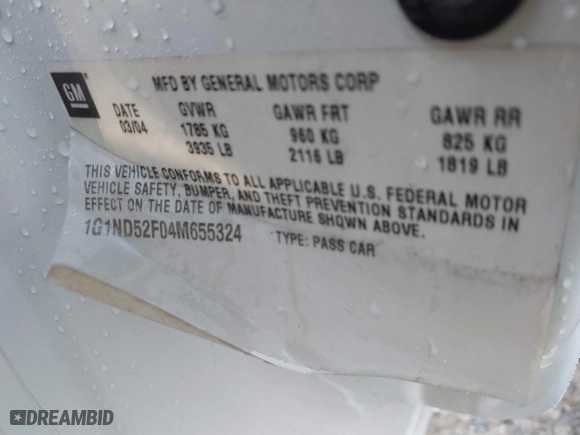 GM
MFD BY GENERAL MOTORS CORP
DATE GVWR GAWR FRT GAWR RR
03/04 1785 KG 960 KG 825 KG
3935 LB 2116 LB 1819 LB
THIS VEHICLE CONFORMS TO ALL APPLICABLE U.S. FEDERAL MOTOR
VEHICLE SAFETY, BUMPER, AND THEFT PREVENTION STANDARDS IN
EFFECT ON THE DATE OF MANUFACTURE SHOWN ABOVE.
1G1ND52F04M655324 TYPE: PASS CAR
DREAMBID